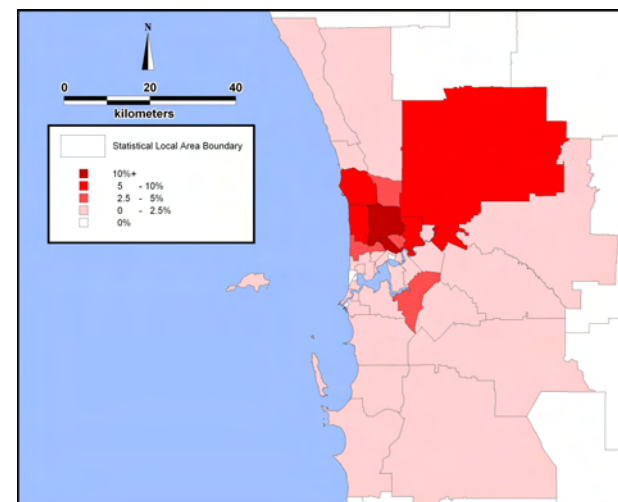 N
0 20 40
kilometers
Statistical Local Area Boundary
10%+
5 - 10%
2.5 - 5%
0 - 2.5%
0%